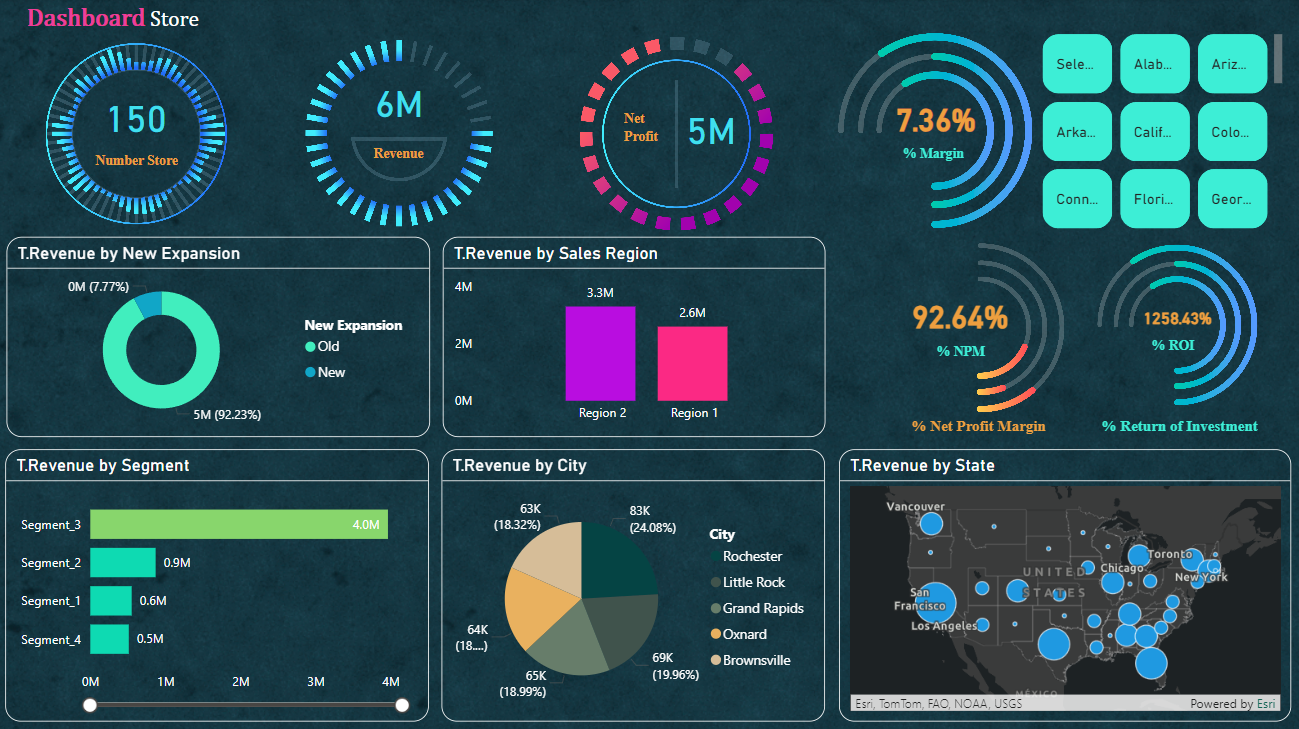 Dashboard Store
150
Number Store
6M
Revenue
Net
Profit
5M
7.36%
% Margin
Sele...
Alab...
Ariz...
Arka...
Calif...
Colo...
Conn...
Flori...
Geor...
T.Revenue by New Expansion
0M (7.77%)
5M (92.23%)
New Expansion
Old
New
T.Revenue by Sales Region
4M
2M
0M
3.3M
2.6M
Region 2
Region 1
92.64%
% NPM
% Net Profit Margin
1258.43%
% ROI
% Return of Investment
T.Revenue by Segment
Segment_3
4.0M
Segment_2
0.9M
Segment_1
0.6M
Segment_4
0.5M
0M
1M
2M
3M
4M
T.Revenue by City
63K
(18.32%)
83K
(24.08%)
64K
(18....)
65K
(18.99%)
69K
(19.96%)
City
Rochester
Little Rock
Grand Rapids
Oxnard
Brownsville
T.Revenue by State
Vancouver
Toronto
Chicago
UNITED
STATES
New York
San
Francisco
Los Angeles
MÉXICO
Esri, TomTom, FAO, NOAA, USGS
Powered by Esri